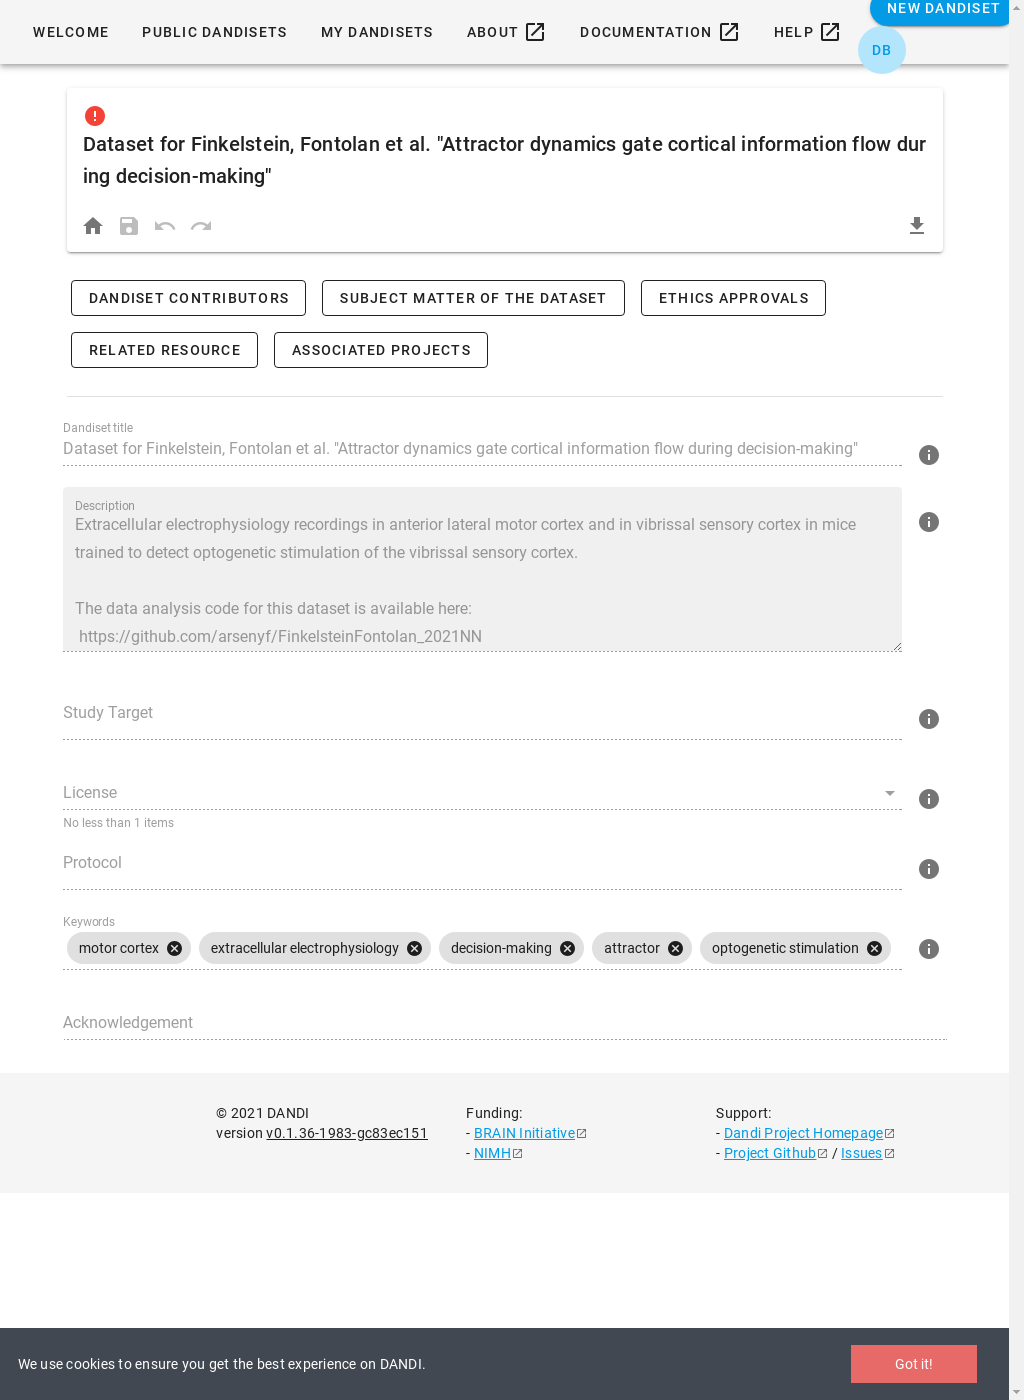 WELCOME PUBLIC DANDISETS MY DANDISETS ABOUT DOCUMENTATION HELP NEW DANDISET
DB
Dataset for Finkelstein, Fontolan et al. "Attractor dynamics gate cortical information flow dur
ing decision-making"
DANDISET CONTRIBUTORS SUBJECT MATTER OF THE DATASET ETHICS APPROVALS
RELATED RESOURCE ASSOCIATED PROJECTS
Dandiset title
Dataset for Finkelstein, Fontolan et al. "Attractor dynamics gate cortical information flow during decision-making"
Description
Extracellular electrophysiology recordings in anterior lateral motor cortex and in vibrissal sensory cortex in mice
trained to detect optogenetic stimulation of the vibrissal sensory cortex.
The data analysis code for this dataset is available here:
https://github.com/arsenyf/FinkelsteinFontolan_2021NN
Study Target
License
No less than 1 items
Protocol
Keywords
motor cortex extracellular electrophysiology decision-making attractor optogenetic stimulation
Acknowledgement
© 2021 DANDI Funding: Support:
version v0.1.36-1983-gc83ec151 - BRAIN Initiative - Dandi Project Homepage
- NIMH - Project Github / Issues
We use cookies to ensure you get the best experience on DANDI. Got it!